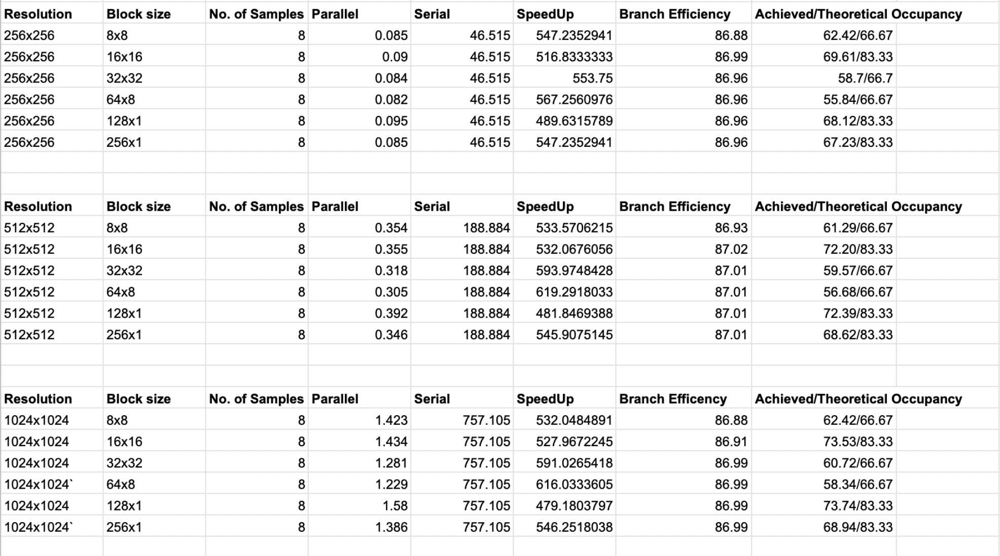 Resolution Block size No. of Samples Parallel Serial SpeedUp Branch Efficiency Achieved/Theoretical Occupancy
256x256 8x8 8 0.085 46.515 547.2352941 86.88 62.42/66.67
256x256 16x16 8 0.09 46.515 516.8333333 86.99 69.61/83.33
256x256 32x32 8 0.084 46.515 553.75 86.96 58.7/66.7
256x256 64x8 8 0.082 46.515 567.2560976 86.96 55.84/66.67
256x256 128x1 8 0.095 46.515 489.6315789 86.96 68.12/83.33
256x256 256x1 8 0.085 46.515 547.2352941 86.96 67.23/83.33
Resolution Block size No. of Samples Parallel Serial SpeedUp Branch Efficiency Achieved/Theoretical Occupancy
512x512 8x8 8 0.354 188.884 533.5706215 86.93 61.29/66.67
512x512 16x16 8 0.355 188.884 532.0676056 87.02 72.20/83.33
512x512 32x32 8 0.318 188.884 593.9748428 87.01 59.57/66.67
512x512 64x8 8 0.305 188.884 619.2918033 87.01 56.68/66.67
512x512 128x1 8 0.392 188.884 481.8469388 87.01 72.39/83.33
512x512 256x1 8 0.346 188.884 545.9075145 87.01 68.62/83.33
Resolution Block size No. of Samples Parallel Serial SpeedUp Branch Efficency Achieved/Theoretical Occupancy
1024x1024 8x8 8 1.423 757.105 532.0484891 86.88 62.42/66.67
1024x1024 16x16 8 1.434 757.105 527.9672245 86.91 73.53/83.33
1024x1024 32x32 8 1.281 757.105 591.0265418 86.99 60.72/66.67
1024x1024` 64x8 8 1.229 757.105 616.0333605 86.99 58.34/66.67
1024x1024 128x1 8 1.58 757.105 479.1803797 86.99 73.74/83.33
1024x1024` 256x1 8 1.386 757.105 546.2518038 86.99 68.94/83.33